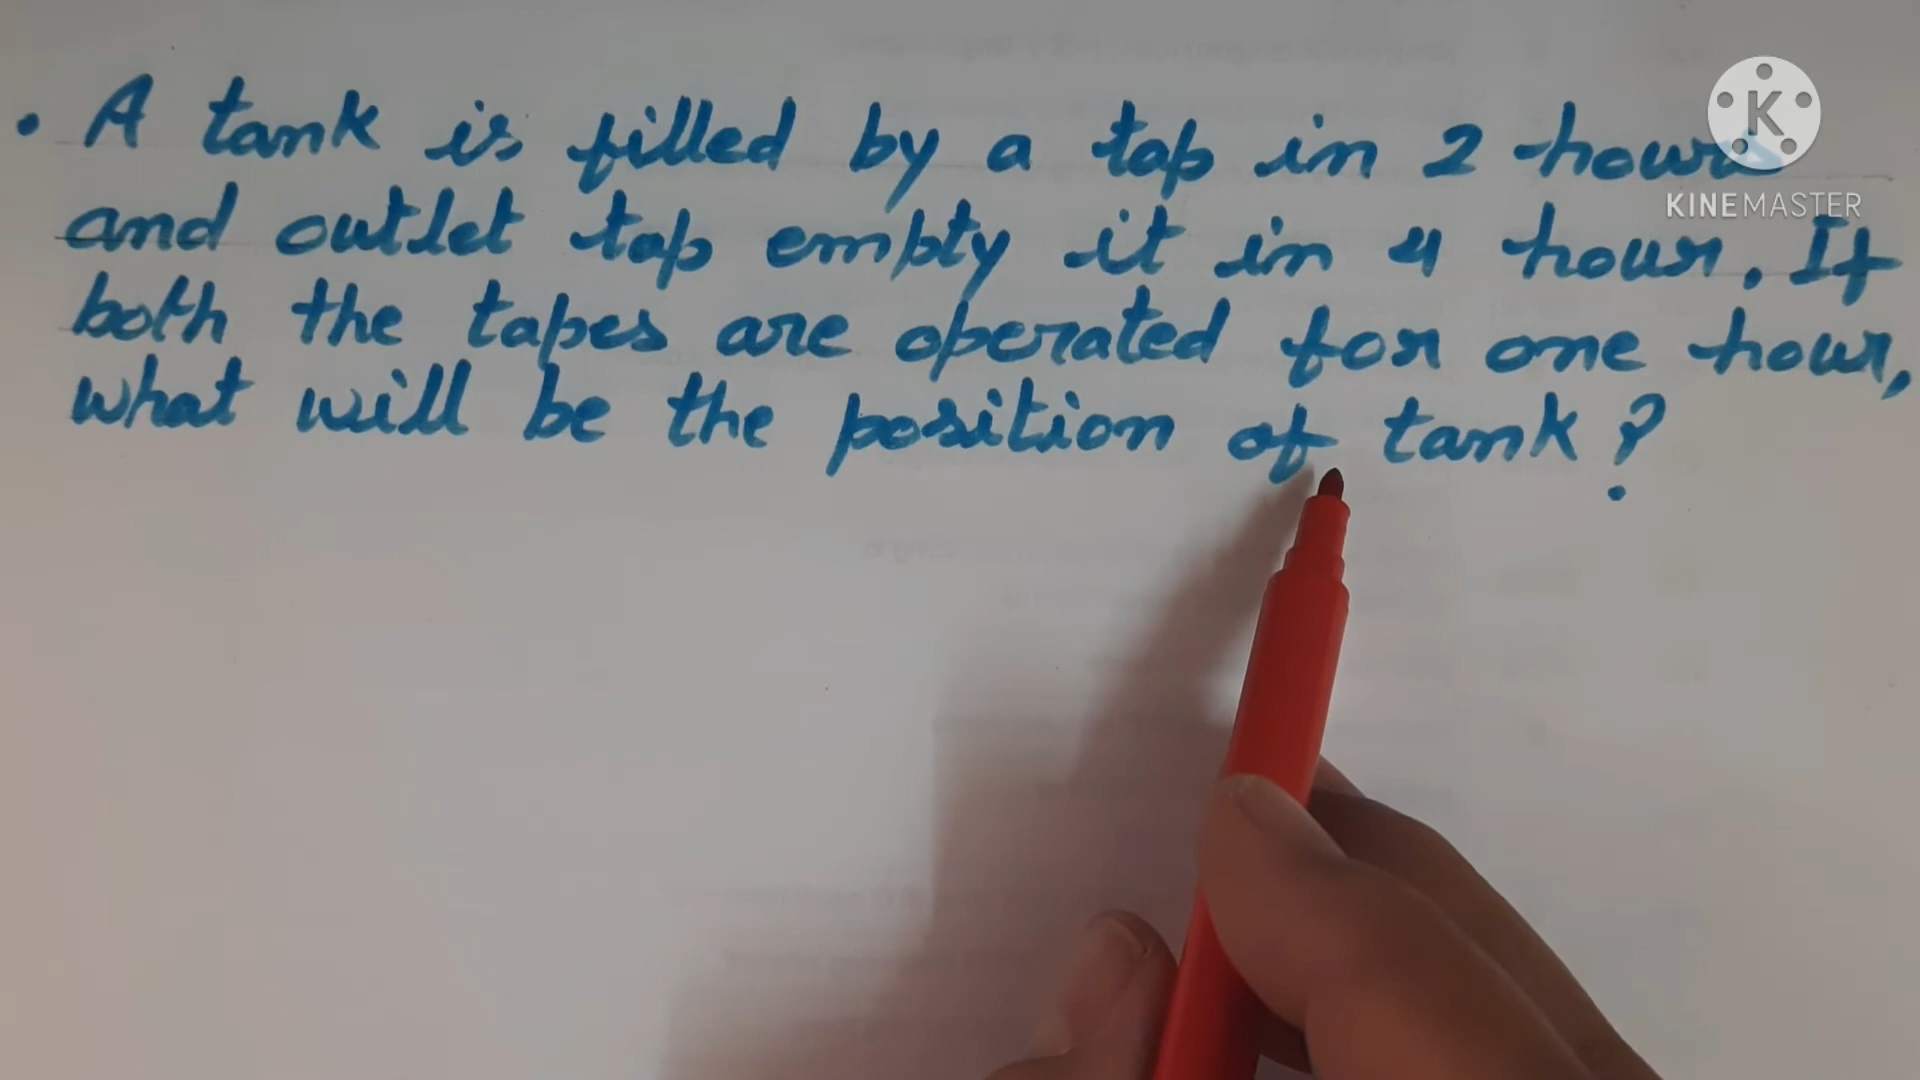 . A tank is filled by a tap in 2 hours
and outlet tap empty it in 4 hour. If
both the tapes are operated for one hour,
what will be the position of tank?
K
KINEMASTER